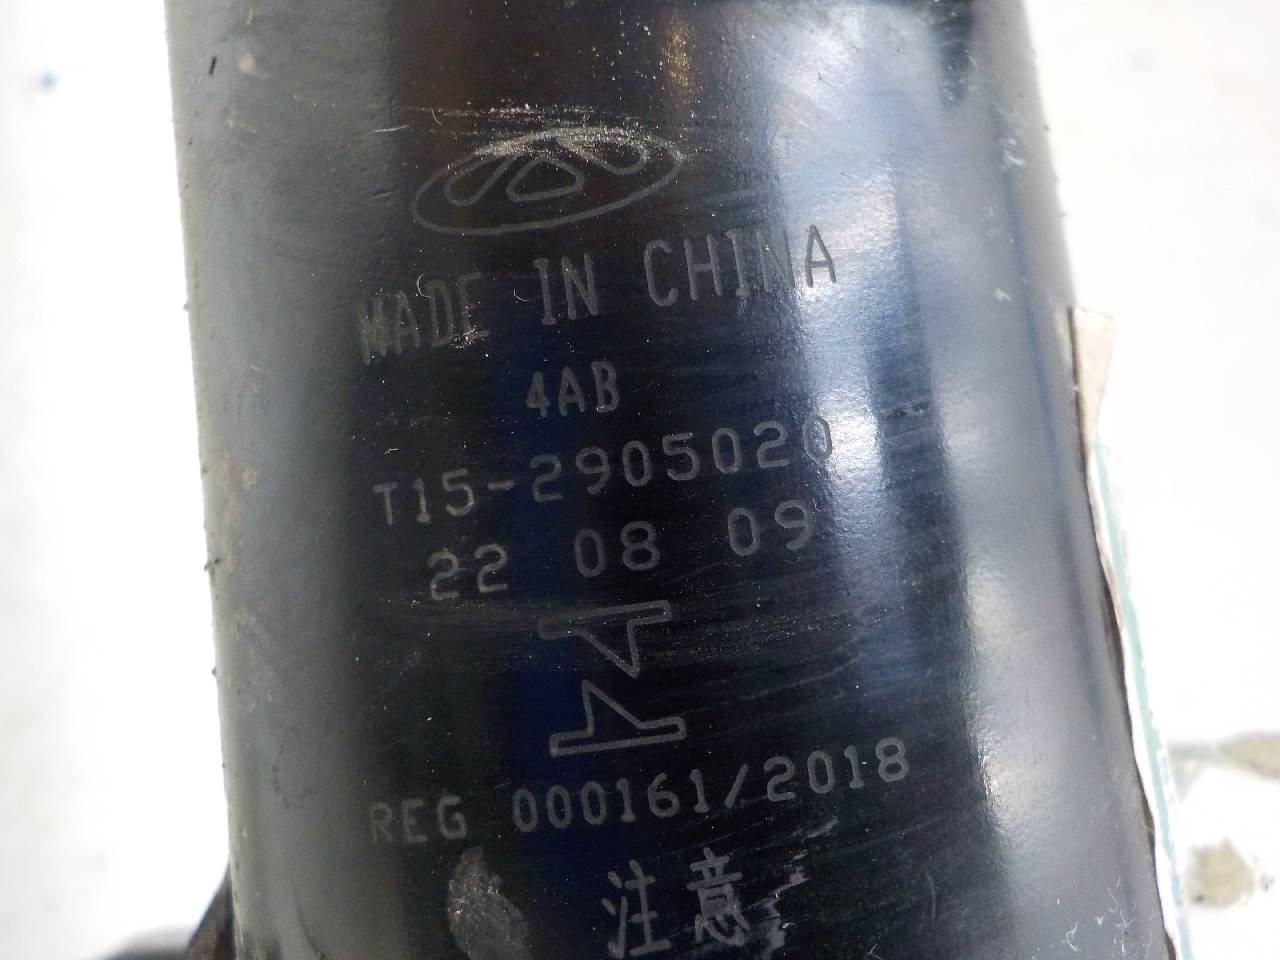 MADE IN CHINA
4AB
T15-2905020
22 08 09
REG 000161/2018
注意